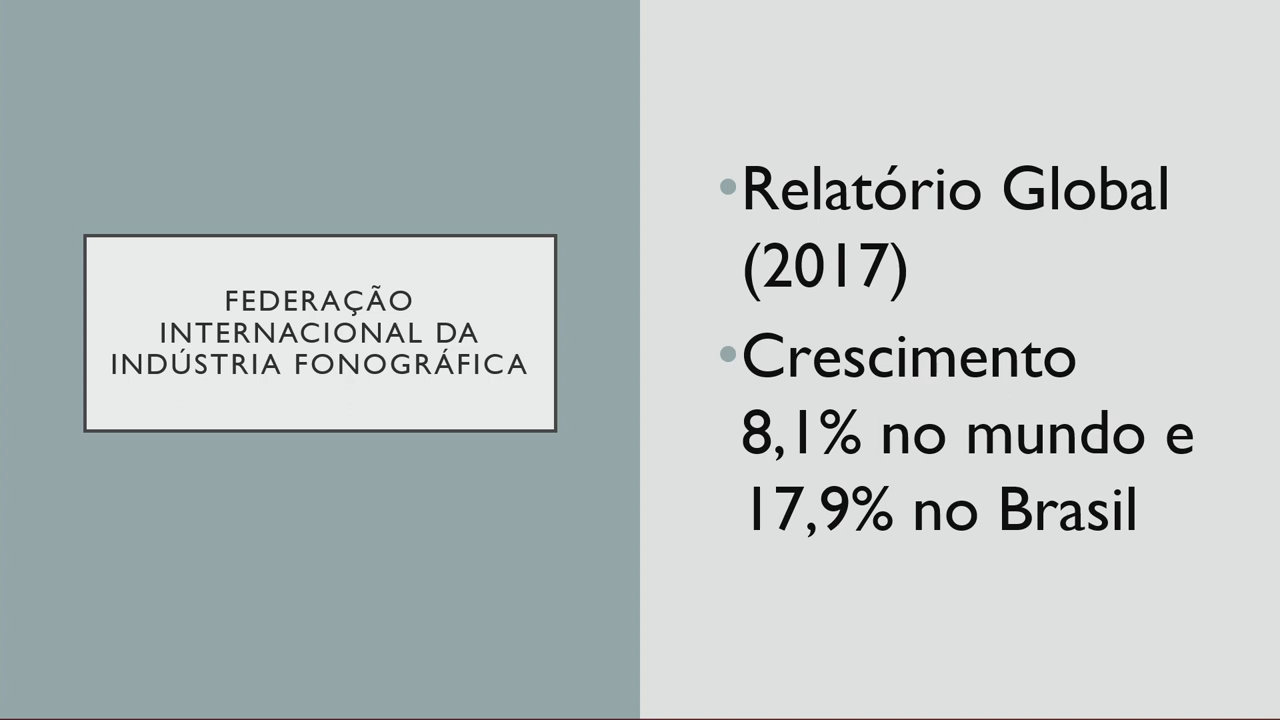 FEDERAÇÃO
INTERNACIONAL DA
INDÚSTRIA FONOGRÁFICA
•Relatório Global
(2017)
•Crescimento
8,1% no mundo e
17,9% no Brasil